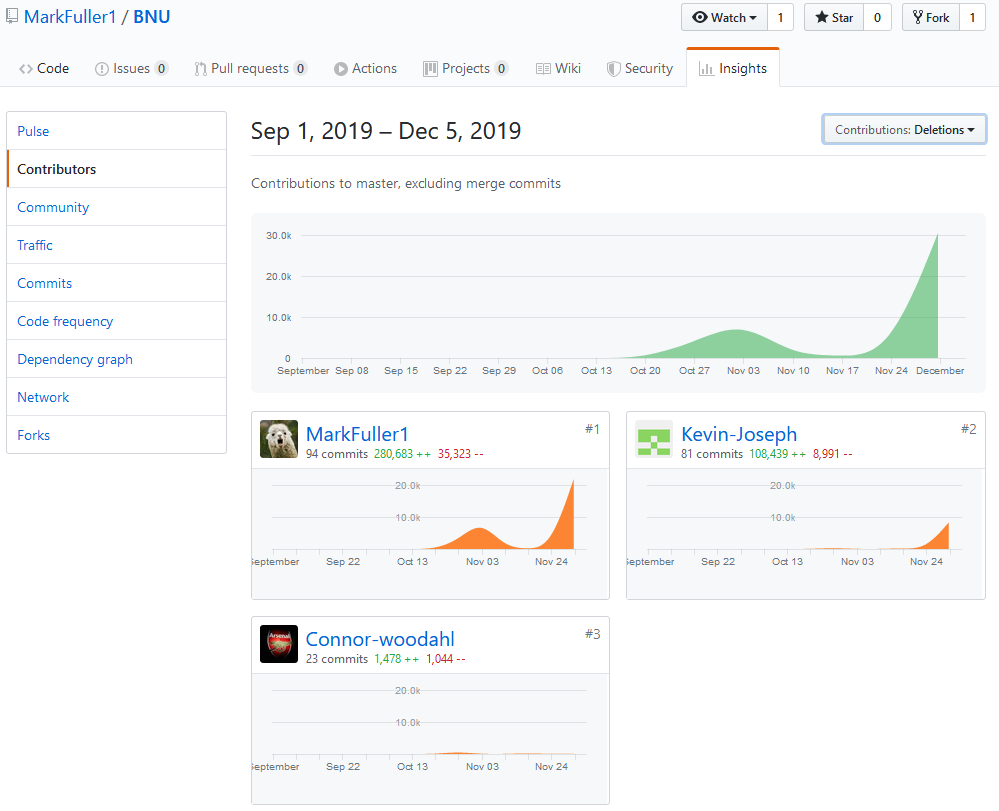 MarkFuller1 / BNU
Watch 1 Star 0 Fork 1
Code Issues 0 Pull requests 0 Actions Projects 0 Wiki Security Insights
Pulse
Contributors
Community
Traffic
Commits
Code frequency
Dependency graph
Network
Forks
Sep 1, 2019 – Dec 5, 2019
Contributions: Deletions
Contributions to master, excluding merge commits
30.0k
20.0k
10.0k
0
September Sep 08 Sep 15 Sep 22 Sep 29 Oct 06 Oct 13 Oct 20 Oct 27 Nov 03 Nov 10 Nov 17 Nov 24 December
MarkFuller1 #1
94 commits 280,683 ++ 35,323 --
20.0k
10.0k
September Sep 22 Oct 13 Nov 03 Nov 24
Kevin-Joseph #2
81 commits 108,439 ++ 8,991 --
20.0k
10.0k
September Sep 22 Oct 13 Nov 03 Nov 24
Arsenal
Connor-woodahl #3
23 commits 1,478 ++ 1,044 --
20.0k
10.0k
September Sep 22 Oct 13 Nov 03 Nov 24